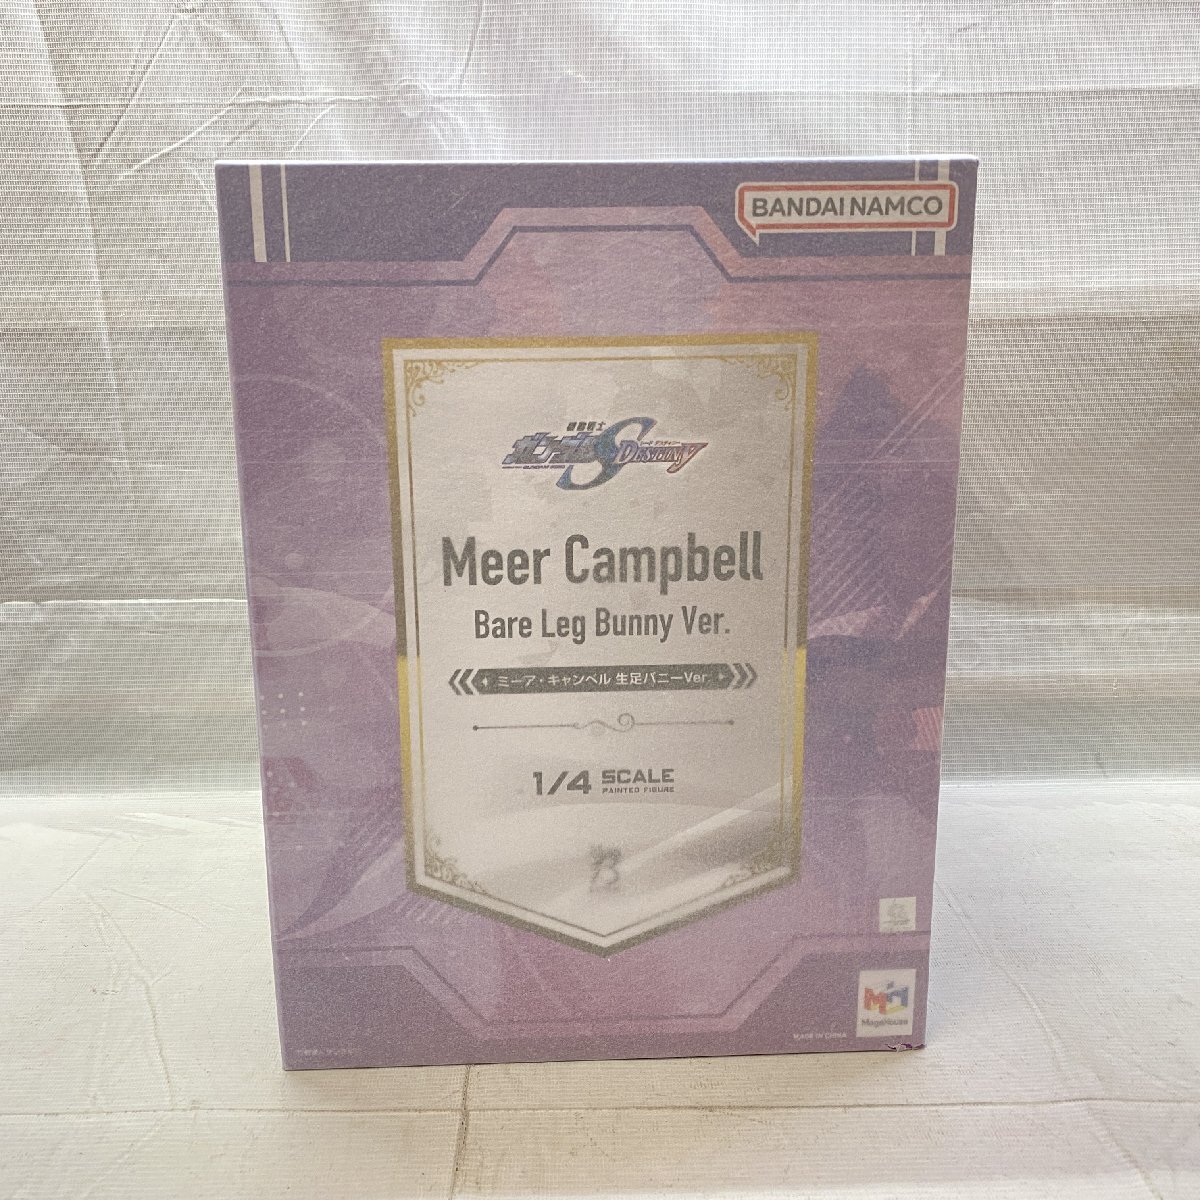 BANDAI NAMCO
機動戦士
ガンダム SEED DESTINY
Meer Campbell
Bare Leg Bunny Ver.
ミーア・キャンベル 生足バニーVer.
1/4 SCALE
PAINTED FIGURE
B
MegaHouse
MADE IN CHINA